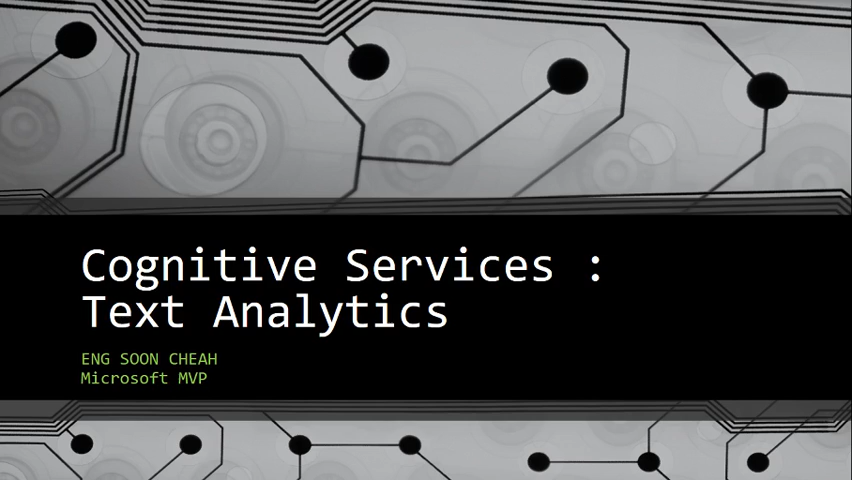 Cognitive Services :
Text Analytics
ENG SOON CHEAH
Microsoft MVP